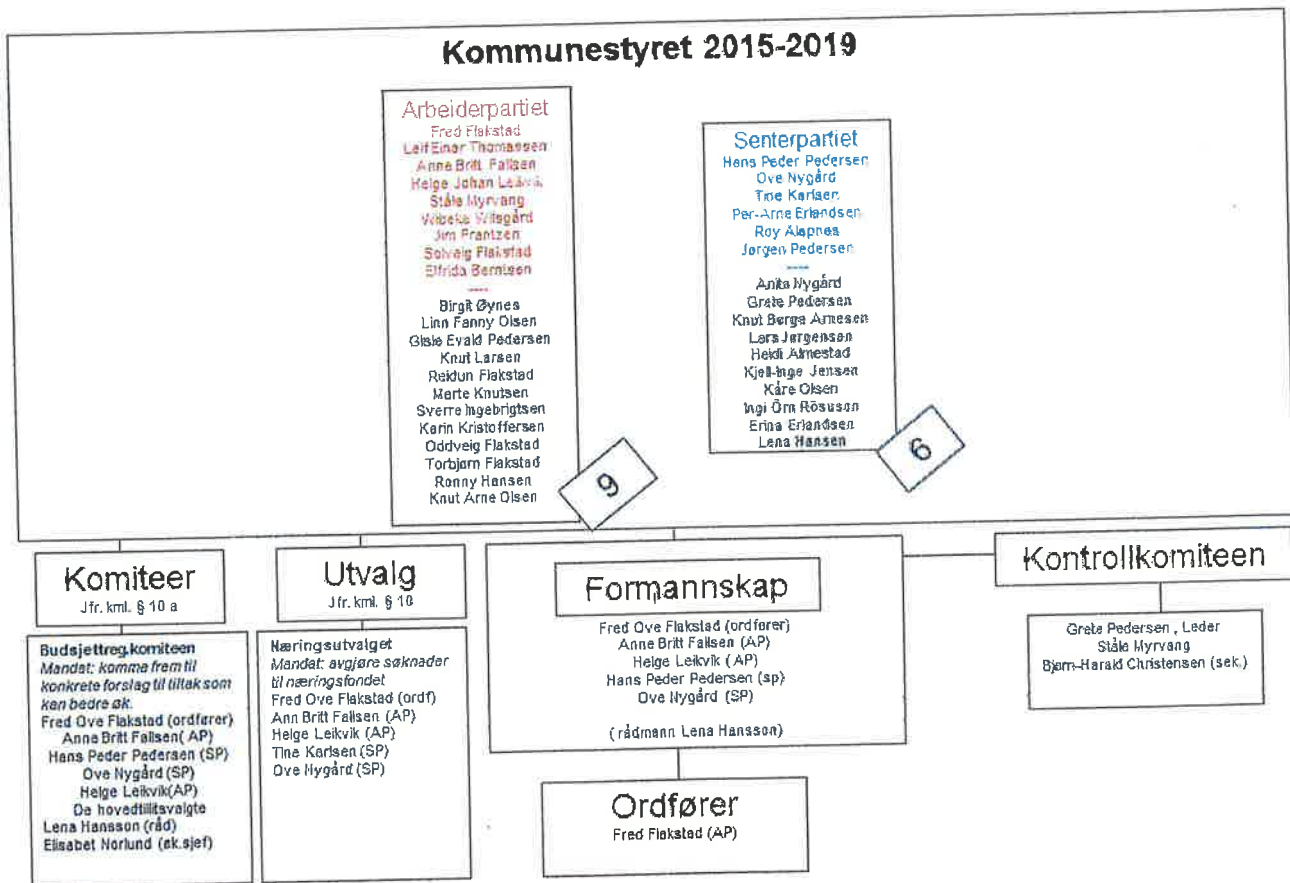 Kommunestyret 2015-2019
Arbeiderpartiet
Fred Flakstad
Leif Einar Thomassen
Anne Britt Fallsen
Helge Johan Leikvik
Ståle Myrvang
Wibeke Wilsgård
Jim Frantzen
Solveig Flakstad
Elfrida Berntsen
----
Birgit Øynes
Linn Fanny Olsen
Gisle Evald Pedersen
Knut Larsen
Reidun Flakstad
Merte Knutsen
Sverre Ingebrigtsen
Karin Kristoffersen
Oddveig Flakstad
Torbjørn Flakstad
Ronny Hansen
Knut Arne Olsen
9
Senterpartiet
Hans Peder Pedersen
Ove Nygård
Tine Karlsen
Per-Arne Erlandsen
Roy Alapnes
Jørgen Pedersen
----
Anita Nygård
Grete Pedersen
Knut Børge Arnesen
Lars Jørgensen
Heidi Almestad
Kjell-Inge Jensen
Kåre Olsen
Ingi Örn
Erina Erlandsen
Lena Hansen
6
Komiteer
Jfr. kml. § 10 a
Budsjettreg.komiteen
Mandat: komma frem til
konkrete forslag til tiltak som
kan bedre øk.
Fred Ove Flakstad (ordfører)
Anne Britt Fallsen( AP)
Hans Peder Pedersen (SP)
Ove Nygård (SP)
Helge Leikvik(AP)
De hovedtillitsvalgte
Lena Hansson (råd)
Elisabet Norlund (øk.sjef)
Utvalg
Jfr. kml. § 10
Næringsutvalget
Mandat: avgjøre søknader
til næringsfondet
Fred Ove Flakstad (ordf)
Ann Britt Fallsen (AP)
Helge Leikvik (AP)
Tine Karlsen (SP)
Ove Nygård (SP)
Formannskap
Fred Ove Flakstad (ordfører)
Anne Britt Fallsen (AP)
Helge Leikvik (AP)
Hans Peder Pedersen (sp)
Ove Nygård (SP)
(rådmann Lena Hansson)
Ordfører
Fred Flakstad (AP)
Kontrollkomiteen
Grete Pedersen , Leder
Ståle Myrvang
Bjørn-Harald Christensen (sek.)